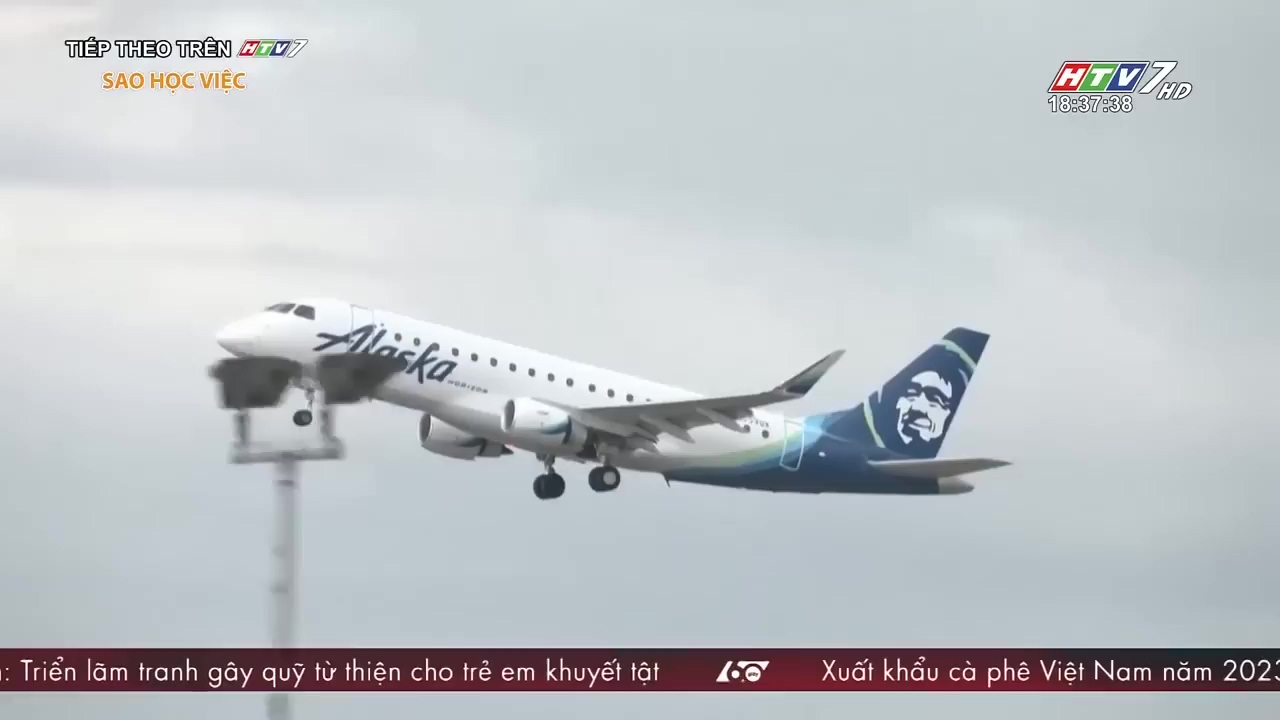 TIẾP THEO TRÊN HTV7
SAO HỌC VIỆC
HTV7 HD
18:37:38
Alaska
HORIZON
: Triển lãm tranh gây quỹ từ thiện cho trẻ em khuyết tật
60 Xuất khẩu cà phê Việt Nam năm 2023